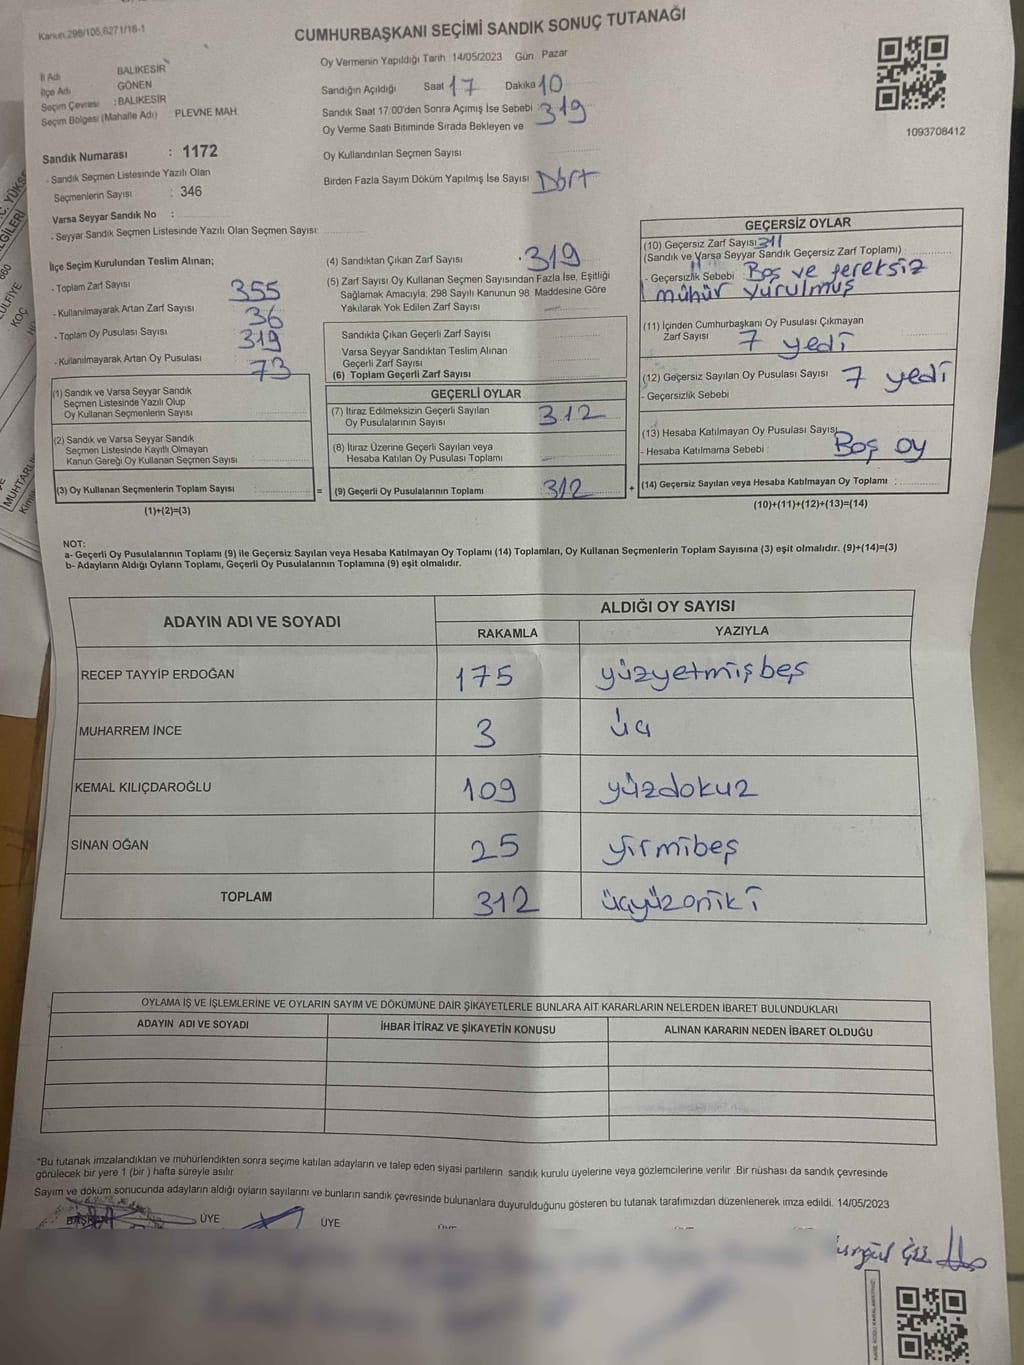 Kanun,298/105,6271/18-1
CUMHURBAŞKANI SEÇİMİ SANDIK SONUÇ TUTANAĞI
İl Adı BALIKESİR
İlçe Adı GÖNEN
Seçim Çevresi : BALIKESİR
Seçim Bölgesi (Mahalle Adı) PLEVNE MAH.
Sandık Numarası : 1172
- Sandık Seçmen Listesinde Yazılı Olan
Seçmenlerin Sayısı : 346
Varsa Seyyar Sandık No :
- Seyyar Sandık Seçmen Listesinde Yazılı Olan Seçmen Sayısı:
Oy Vermenin Yapıldığı Tarih 14/05/2023 Gün Pazar
Sandığın Açıldığı Saat 17 Dakika 10
Sandık Saat 17:00'den Sonra Açımış İse Sebebi : 319
Oy Verme Saati Bitiminde Sırada Bekleyen ve
Oy Kullandırılan Seçmen Sayısı
Birden Fazla Sayım Döküm Yapılmış İse Sayısı Dört
1093708412
İlçe Seçim Kurulundan Teslim Alınan;
- Toplam Zarf Sayısı 355
- Kullanılmayarak Artan Zarf Sayısı 36
- Toplam Oy Pusulası Sayısı 319
- Kullanılmayarak Artan Oy Pusulası 73
(1) Sandık ve Varsa Seyyar Sandık
Seçmen Listesinde Yazılı Olup
Oy Kullanan Seçmenlerin Sayısı
(2) Sandık ve Varsa Seyyar Sandık
Seçmen Listesinde Kayıtlı Olmayan
Kanun Gereği Oy Kullanan Seçmen Sayısı
(3) Oy Kullanan Seçmenlerin Toplam Sayısı :
(1)+(2)=(3)
(4) Sandıktan Çıkan Zarf Sayısı 319
(5) Zarf Sayısı Oy Kullanan Seçmen Sayısından Fazla İse, Eşitliği
Sağlamak Amacıyla, 298 Sayılı Kanunun 98. Maddesine Göre
Yakılarak Yok Edilen Zarf Sayısı
Sandıkta Çıkan Geçerli Zarf Sayısı
Varsa Seyyar Sandıktan Teslim Alınan
Geçerli Zarf Sayısı
(6) Toplam Geçerli Zarf Sayısı
GEÇERLİ OYLAR
(7) İtiraz Edilmeksizin Geçerli Sayılan
Oy Pusulalarının Sayısı 312
(8) İtiraz Üzerine Geçerli Sayılan veya
Hesaba Katılan Oy Pusulası Toplamı
= (9) Geçerli Oy Pusulalarının Toplamı 312
GEÇERSİZ OYLAR
(10) Geçersiz Zarf Sayısı
(Sandık ve Varsa Seyyar Sandık Geçersiz Zarf Toplamı)
- Geçersizlik Sebebi Boş ve gereksiz
mühür vurulmuş
(11) İçinden Cumhurbaşkanı Oy Pusulası Çıkmayan
Zarf Sayısı 7 yedi
(12) Geçersiz Sayılan Oy Pusulası Sayısı 7 yedi
- Geçersizlik Sebebi
(13) Hesaba Katılmayan Oy Pusulası Sayısı
- Hesaba Katılmama Sebebi : Boş oy
+ (14) Geçersiz Sayılan veya Hesaba Katılmayan Oy Toplamı :
(10)+(11)+(12)+(13)=(14)
NOT:
a- Geçerli Oy Pusulalarının Toplamı (9) ile Geçersiz Sayılan veya Hesaba Katılmayan Oy Toplamı (14) Toplamları, Oy Kullanan Seçmenlerin Toplam Sayısına (3) eşit olmalıdır. (9)+(14)=(3)
b- Adayların Aldığı Oyların Toplamı, Geçerli Oy Pusulalarının Toplamına (9) eşit olmalıdır.
ADAYIN ADI VE SOYADI
ALDIĞI OY SAYISI
RAKAMLA YAZIYLA
RECEP TAYYİP ERDOĞAN 175 yüzyetmişbeş
MUHARREM İNCE 3 üç
KEMAL KILIÇDAROĞLU 109 yüzdokuz
SİNAN OĞAN 25 yirmibeş
TOPLAM 312 üçyüzoniki
OYLAMA İŞ VE İŞLEMLERİNE VE OYLARIN SAYIM VE DÖKÜMÜNE DAİR ŞİKAYETLERLE BUNLARA AİT KARARLARIN NELERDEN İBARET BULUNDUKLARI
ADAYIN ADI VE SOYADI İHBAR İTİRAZ VE ŞİKAYETİN KONUSU ALINAN KARARIN NEDEN İBARET OLDUĞU
*Bu tutanak imzalandıktan ve mühürlendikten sonra seçime katılan adayların ve talep eden siyasi partilerin sandık kurulu üyelerine veya gözlemcilerine verilir. Bir nüshası da sandık çevresinde
görülecek bir yere 1 (bir ) hafta süreyle asılır.
Sayım ve döküm sonucunda adayların aldığı oyların sayılarını ve bunların sandık çevresinde bulunanlara duyurulduğunu gösteren bu tutanak tarafımızdan düzenlenerek imza edildi. 14/05/2023
BAŞKAN ÜYE ÜYE